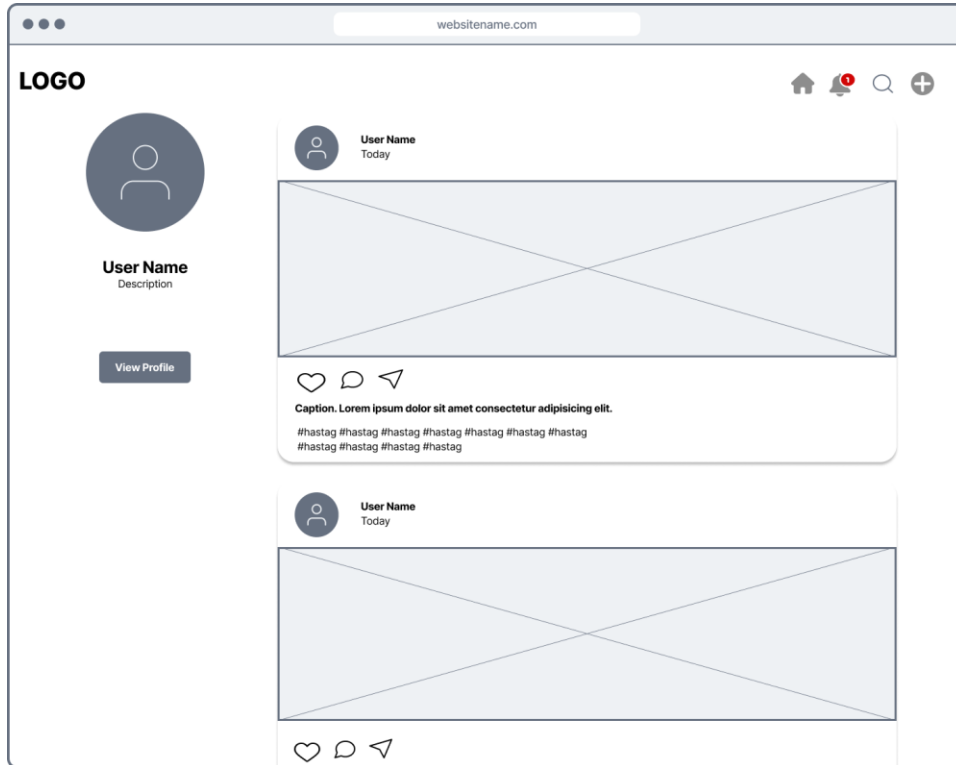 websitename.com
LOGO
1
User Name
Description
View Profile
User Name
Today
Caption. Lorem ipsum dolor sit amet consectetur adipisicing elit.
#hastag #hastag #hastag #hastag #hastag #hastag #hastag
#hastag #hastag #hastag #hastag
User Name
Today